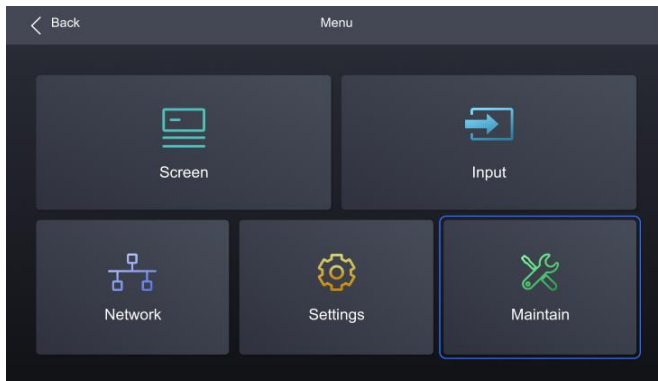 Back
Menu
Screen
Input
Network
Settings
Maintain